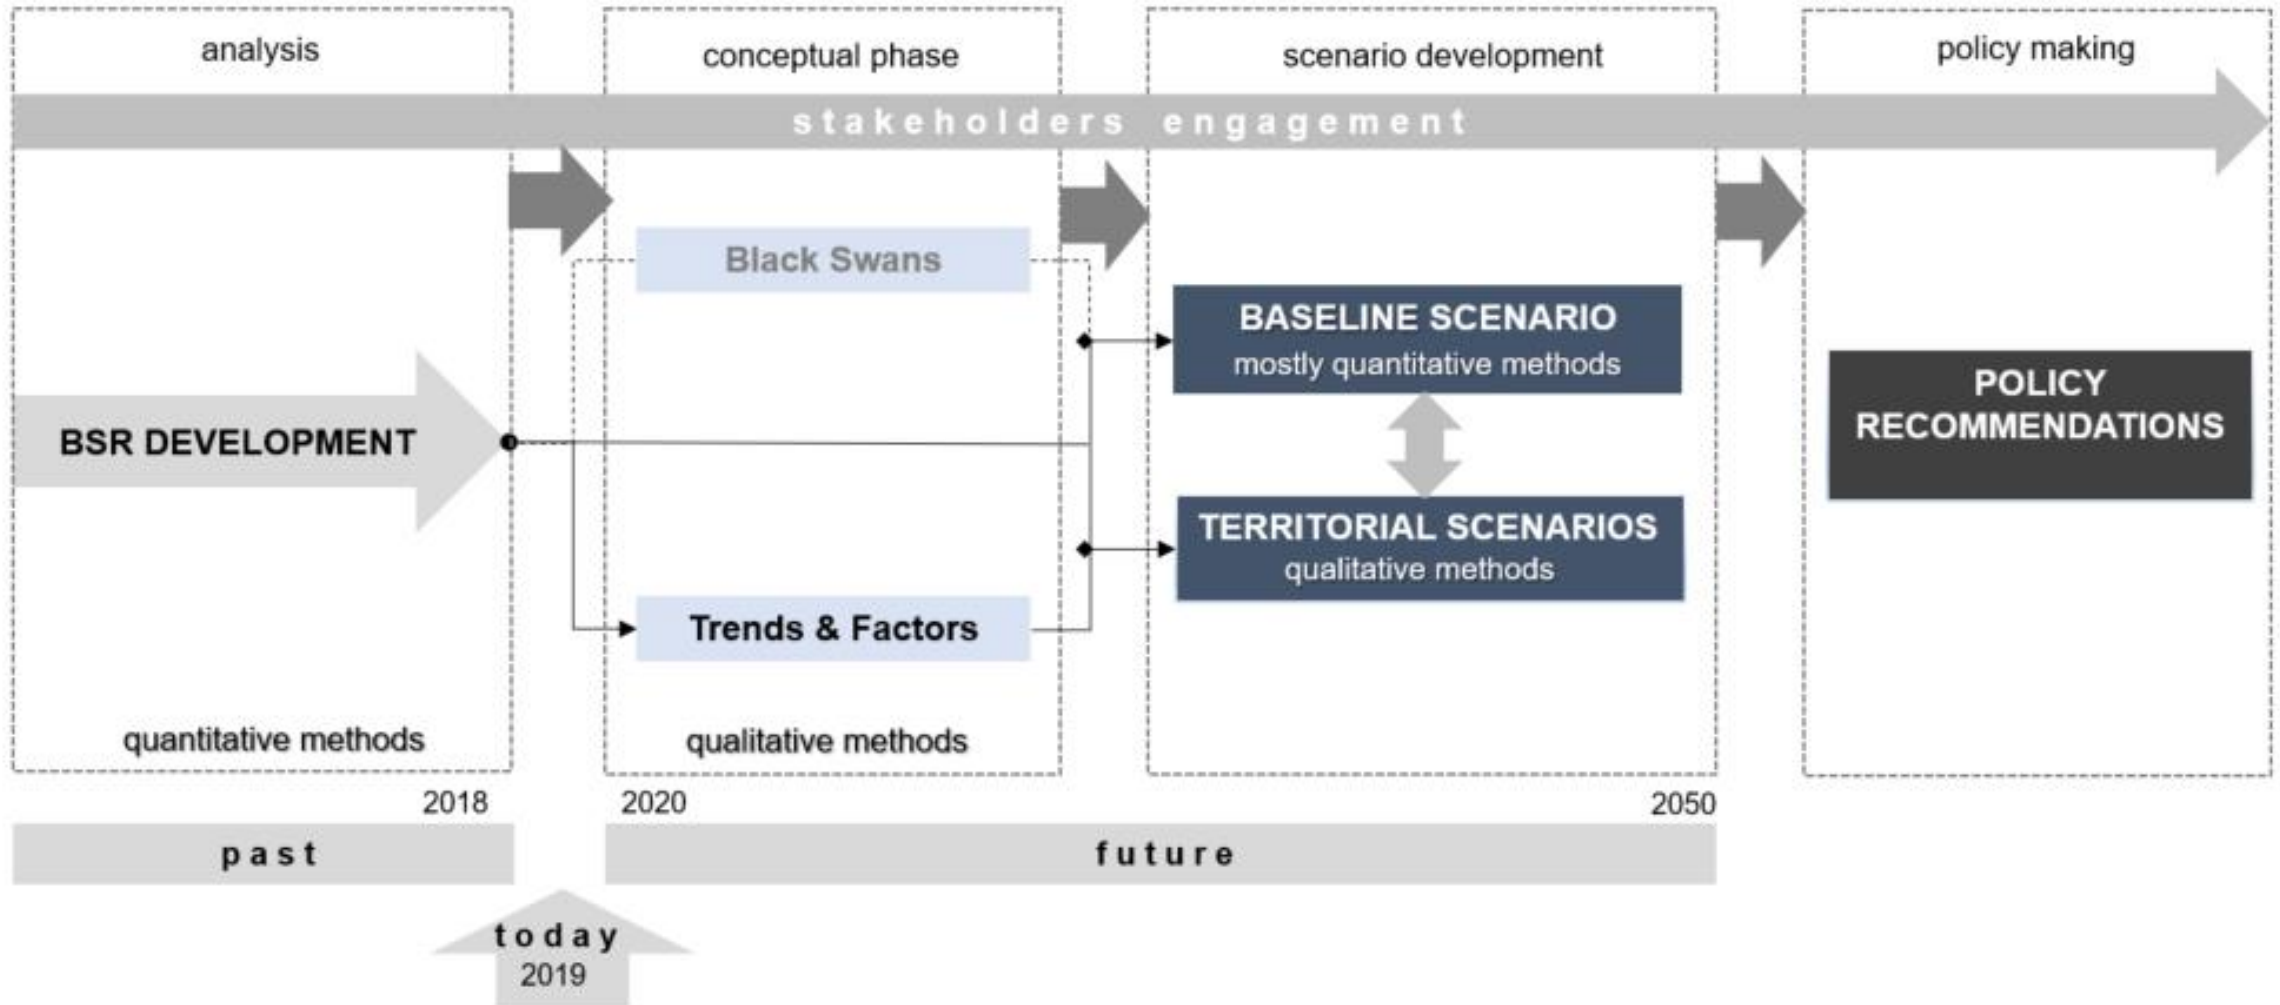 analysis
conceptual phase
scenario development
policy making
stakeholders engagement
Black Swans
BASELINE SCENARIO
mostly quantitative methods
POLICY
RECOMMENDATIONS
BSR DEVELOPMENT
TERRITORIAL SCENARIOS
qualitative methods
Trends & Factors
quantitative methods
qualitative methods
2018
2020
2050
past
future
today
2019